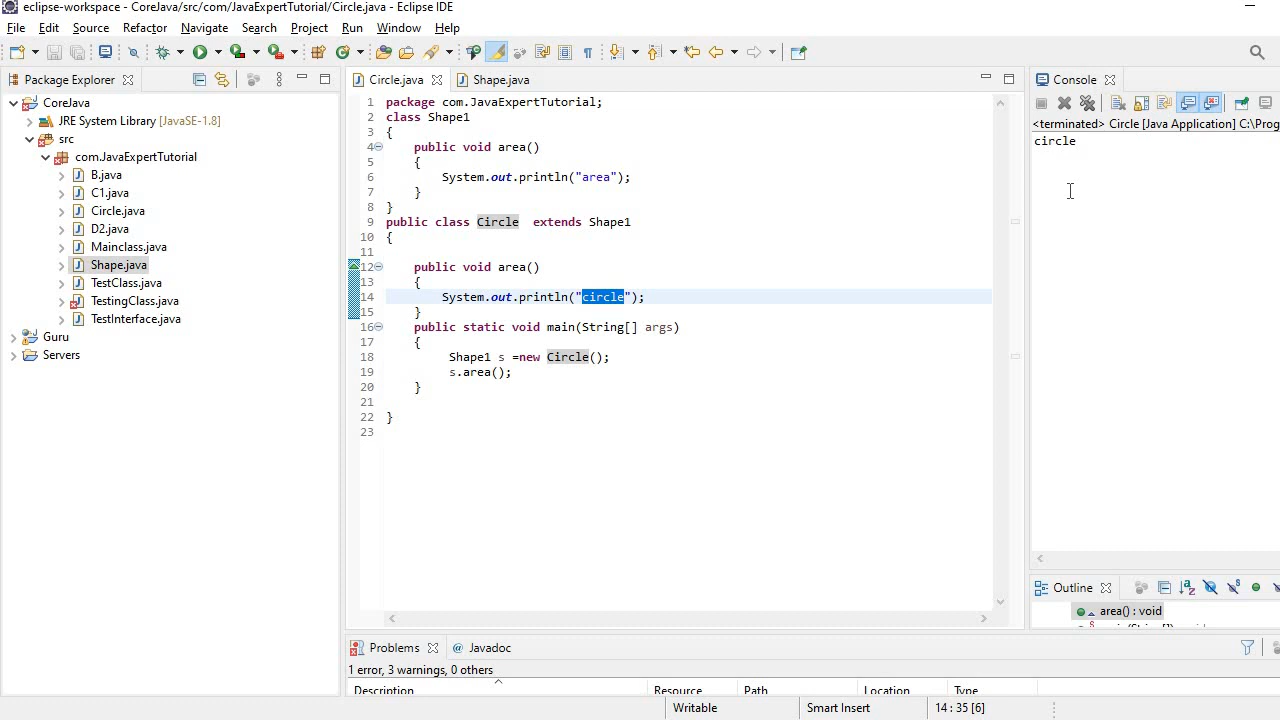 eclipse-workspace - CoreJava/src/com/JavaExpertTutorial/Circle.java - Eclipse IDE
File Edit Source Refactor Navigate Search Project Run Window Help
Package Explorer
CoreJava
JRE System Library [JavaSE-1.8]
src
com.JavaExpertTutorial
B.java
C1.java
Circle.java
D2.java
Mainclass.java
Shape.java
TestClass.java
TestingClass.java
TestInterface.java
Guru
Servers
Circle.java Shape.java
1 package com.JavaExpertTutorial;
2 class Shape1
3 {
4 public void area()
5 {
6 System.out.println("area");
7 }
8 }
9 public class Circle  extends Shape1
10 {
11
12 public void area()
13 {
14 System.out.println("circle");
15 }
16 public static void main(String[] args)
17 {
18 Shape1 s =new Circle();
19 s.area();
20 }
21
22 }
23
Console
<terminated> Circle [Java Application] C:\Prog
circle
Outline
area() : void
Problems Javadoc
1 error, 3 warnings, 0 others
Description Resource Path Location Type
Writable Smart Insert 14 : 35 [6]